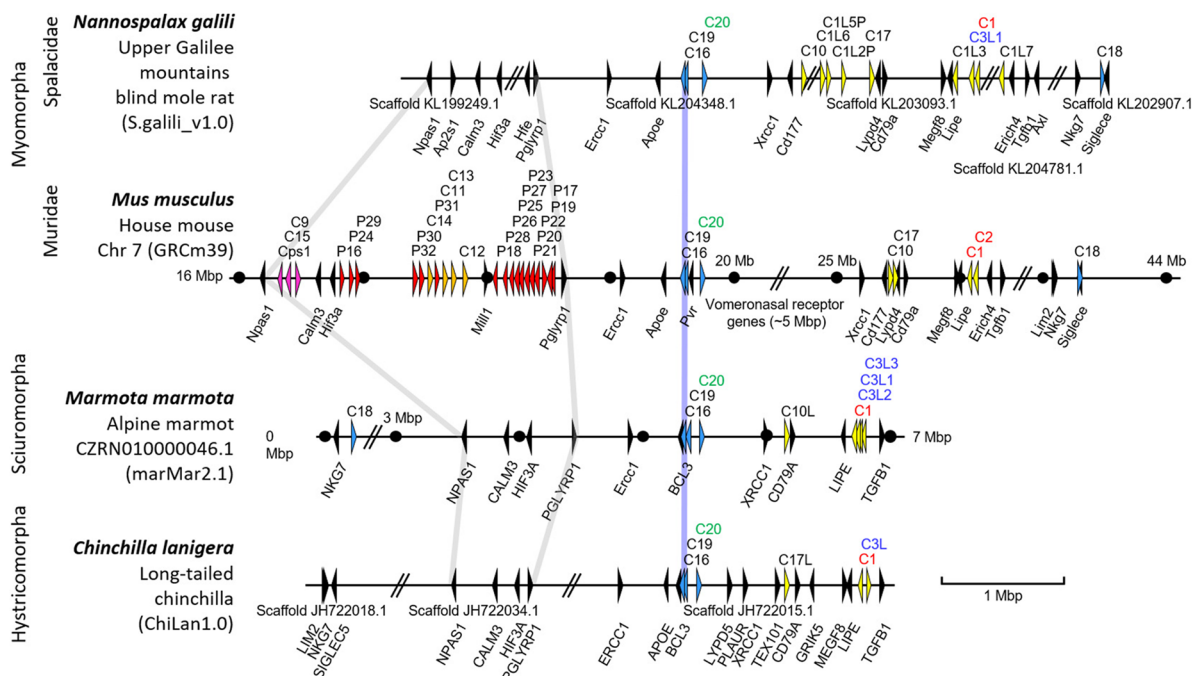 Myomorpha
Spalacidae
Nannospalax galili
Upper Galilee
mountains
blind mole rat
(S.galili_v1.0)
C20
C19
C16
C1L5P
C1L6
C17
C10
C1L2P
C1
C3L1
C1L3
C1L7
C18
Scaffold KL199249.1
Scaffold KL204348.1
Scaffold KL203093.1
Scaffold KL202907.1
Npas1
Ap2s1
Calm3
Hif3a
Hfe
Pglyrp1
Ercc1
Apoe
Xrcc1
Cd177
Lypd4
Cd79a
Megf8
Lipe
Erich4
Tgfb1
Axl
Nkg7
Siglece
Scaffold KL204781.1
Muridae
Mus musculus
House mouse
Chr 7 (GRCm39)
16 Mbp
C9
C15
Cps1
P29
P24
P16
C13
C11
P31
C14
P30
P32
C12
P23
P27
P25
P26
P28
P18
P17
P19
P22
P20
P21
C20
C19
C16
20 Mb
25 Mb
C17
C10
C2
C1
C18
44 Mb
Npas1
Calm3
Hif3a
Mill1
Pglyrp1
Ercc1
Apoe
Pvr
Vomeronasal receptor
genes (~5 Mbp)
Xrcc1
Cd177
Lypd4
Cd79a
Megf8
Lipe
Erich4
Tgfb1
Lim2
Nkg7
Siglece
Sciuromorpha
Marmota marmota
Alpine marmot
CZRN010000046.1
(marMar2.1)
0
Mbp
C18
3 Mbp
C20
C19
C16
C10L
C3L3
C3L1
C3L2
C1
7 Mbp
NKG7
NPAS1
CALM3
HIF3A
PGLYRP1
Ercc1
BCL3
XRCC1
CD79A
LIPE
TGFB1
Hystricomorpha
Chinchilla lanigera
Long-tailed
chinchilla
(ChiLan1.0)
C20
C19
C16
C17L
C3L
C1
1 Mbp
Scaffold JH722018.1
Scaffold JH722034.1
Scaffold JH722015.1
LIM2
NKG7
SIGLEC5
NPAS1
CALM3
HIF3A
PGLYRP1
ERCC1
APOE
BCL3
LYPD5
PLAUR
XRCC1
TEX101
CD79A
GRIK5
MEGF8
LIPE
TGFB1